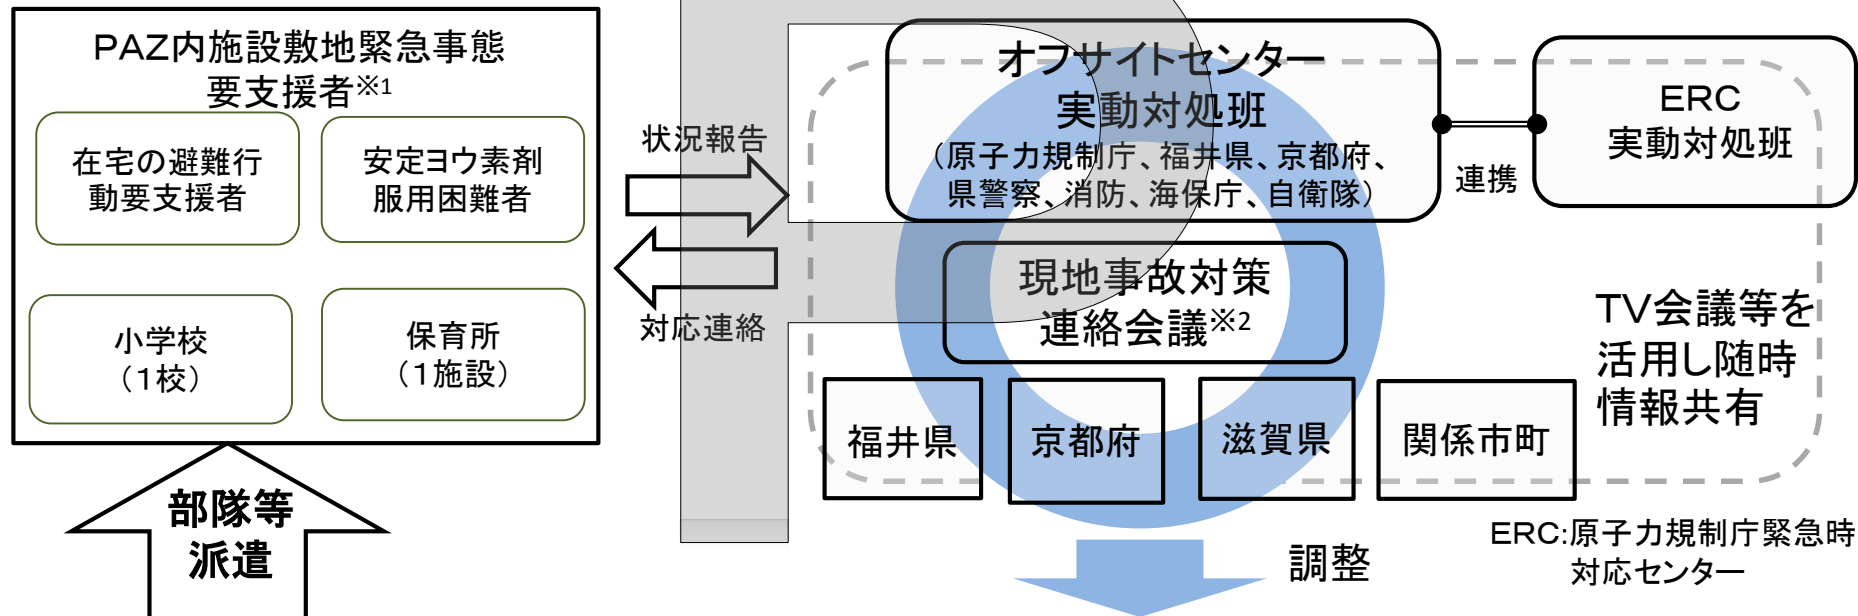 PAZ内施設敷地緊急事態
要支援者※1
在宅の避難行
動要支援者
安定ヨウ素剤
服用困難者
小学校
（1校）
保育所
（1施設）
部隊等
派遣
状況報告
対応連絡
オフサイトセンター
実動対処班
（原子力規制庁、福井県、京都府、
県警察、消防、海保庁、自衛隊）
連携
ERC
実動対処班
現地事故対策
連絡会議※2
TV会議等を
活用し随時
情報共有
福井県
京都府
滋賀県
関係市町
調整
ERC:原子力規制庁緊急時
対応センター